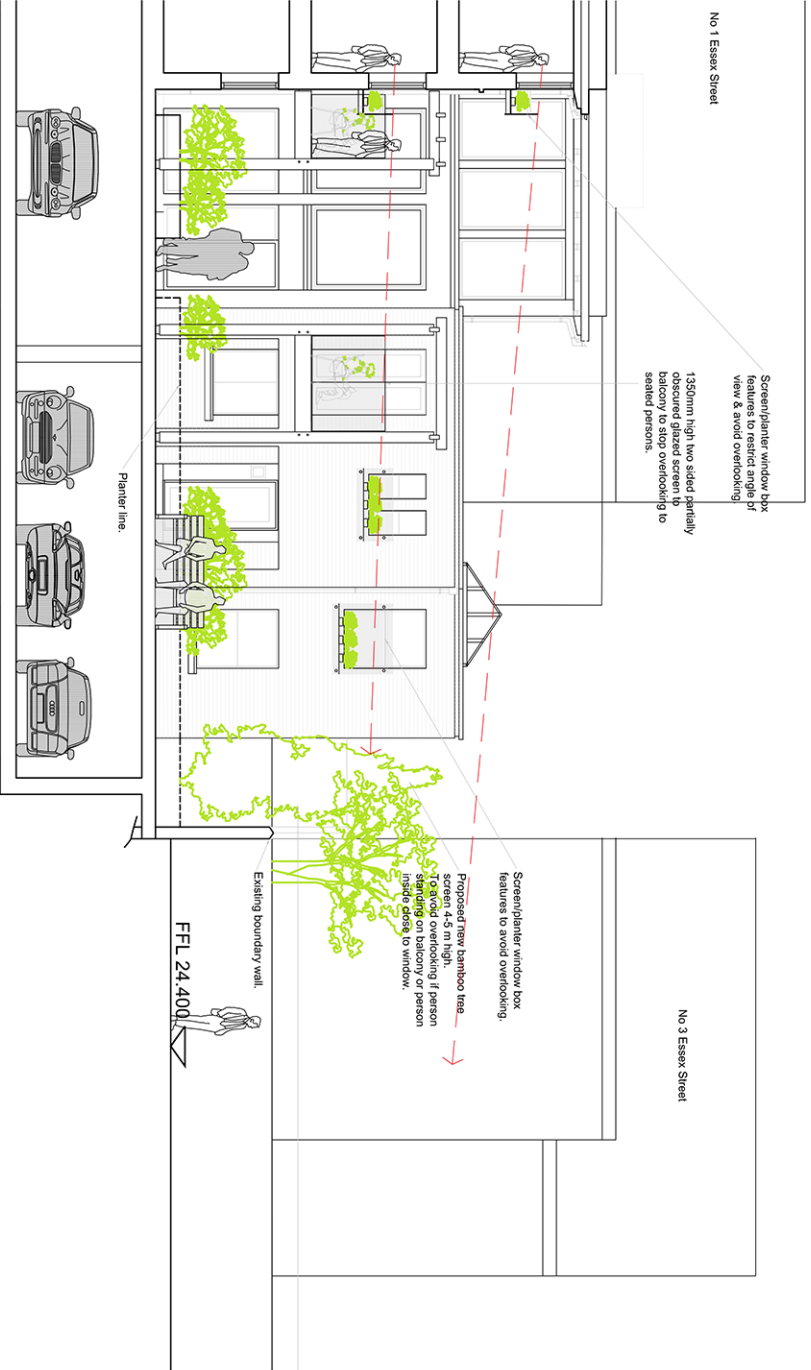 No 1 Essex Street
Screen/planter window box
features to restrict angle of
view & avoid overlooking.
1350mm high two sided partially
obscured glazed screen to
balcony to stop overlooking to
seated persons.
Planter line.
Screen/planter window box
features to avoid overlooking.
Proposed new bamboo tree
screen 4-5 m high.
To avoid overlooking if person
standing on balcony or person
inside close to window.
Existing boundary wall.
FFL 24.400
No 3 Essex Street